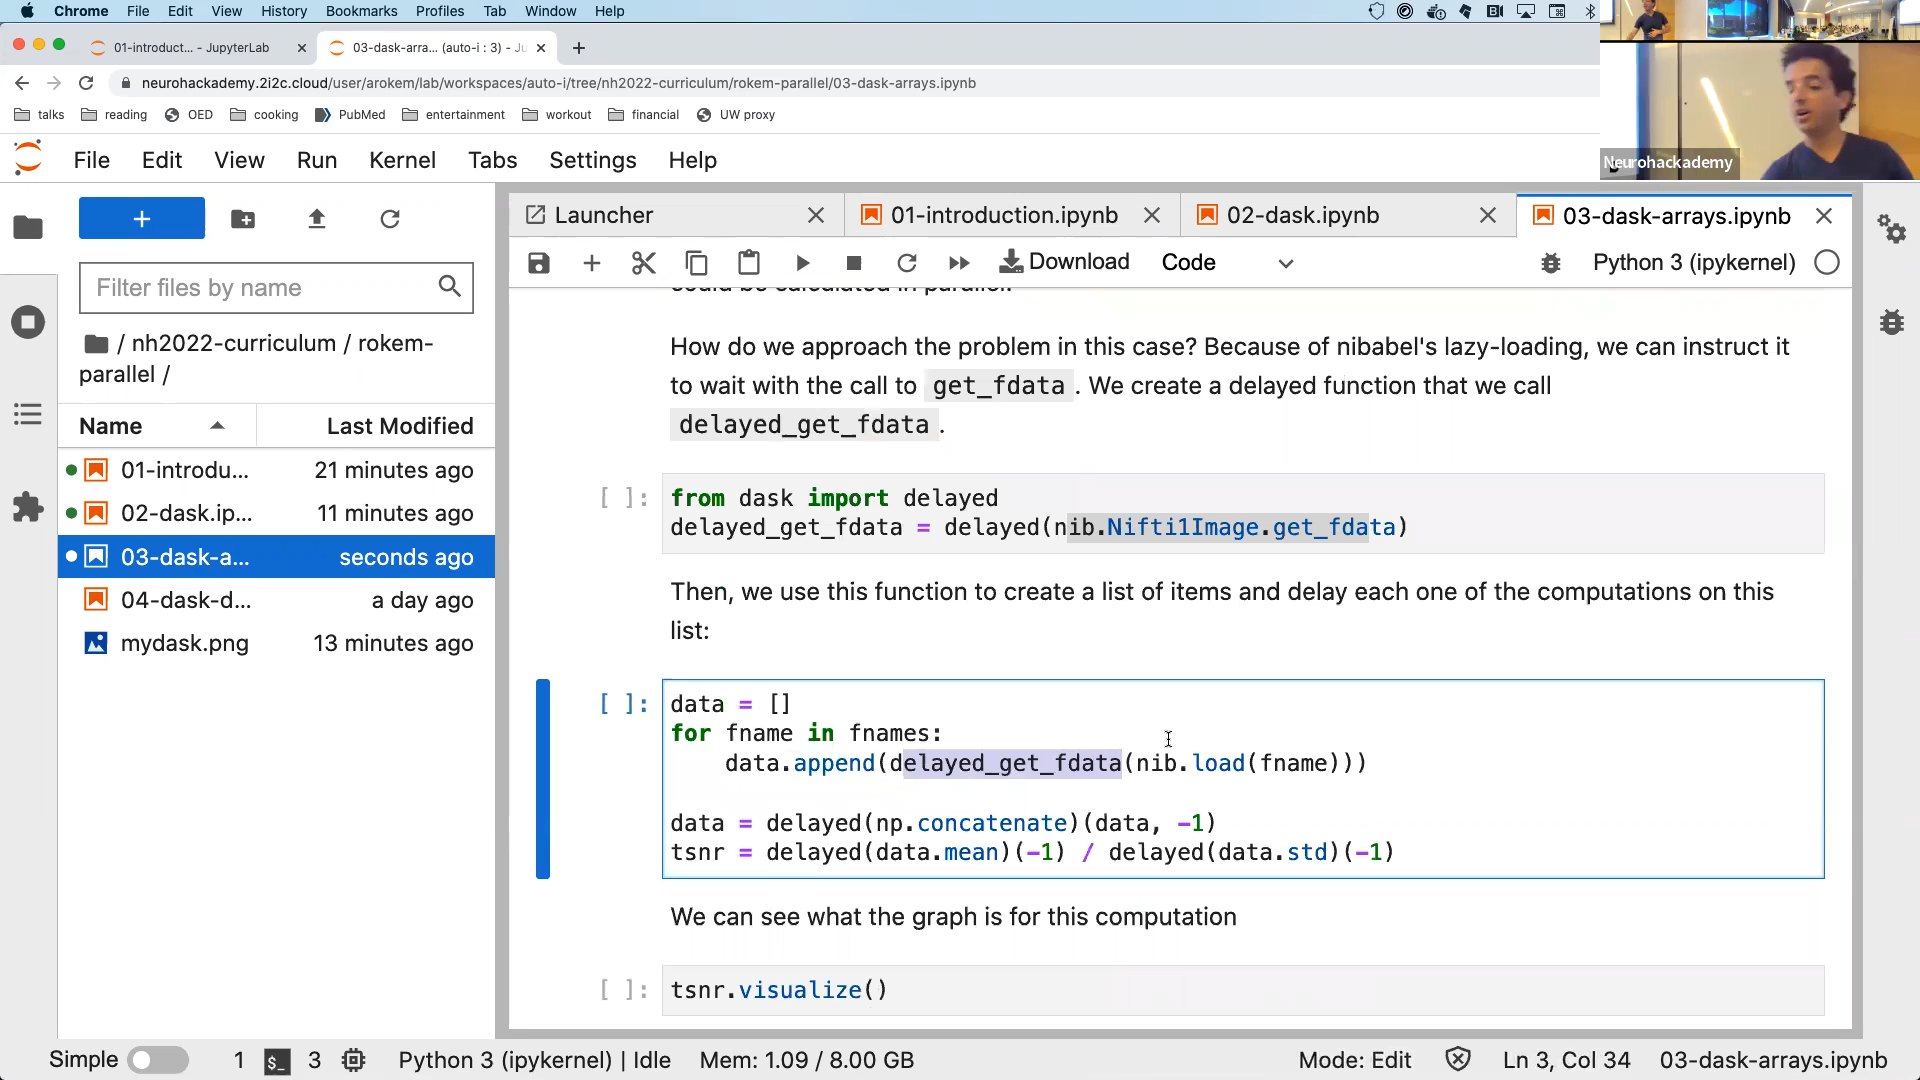 Chrome File Edit View History Bookmarks Profiles Tab Window Help
01-introduct... - JupyterLab
03-dask-arra... (auto-i : 3) - Ju
neurohackademy.2i2c.cloud/user/arokem/lab/workspaces/auto-i/tree/nh2022-curriculum/rokem-parallel/03-dask-arrays.ipynb
talks reading OED cooking PubMed entertainment workout financial UW proxy
Neurohackademy
File Edit View Run Kernel Tabs Settings Help
Filter files by name
/ nh2022-curriculum / rokem-
parallel /
Name Last Modified
01-introdu... 21 minutes ago
02-dask.ip... 11 minutes ago
03-dask-a... seconds ago
04-dask-d... a day ago
mydask.png 13 minutes ago
Launcher 01-introduction.ipynb 02-dask.ipynb 03-dask-arrays.ipynb
Download Code Python 3 (ipykernel)
could be calculated in parallel.
How do we approach the problem in this case? Because of nibabel's lazy-loading, we can instruct it
to wait with the call to get_fdata . We create a delayed function that we call
delayed_get_fdata .
[ ]: from dask import delayed
delayed_get_fdata = delayed(nib.Nifti1Image.get_fdata)
Then, we use this function to create a list of items and delay each one of the computations on this
list:
[ ]: data = []
for fname in fnames:
data.append(delayed_get_fdata(nib.load(fname)))
data = delayed(np.concatenate)(data, -1)
tsnr = delayed(data.mean)(-1) / delayed(data.std)(-1)
We can see what the graph is for this computation
[ ]: tsnr.visualize()
Simple 1 3 Python 3 (ipykernel) | Idle Mem: 1.09 / 8.00 GB Mode: Edit Ln 3, Col 34 03-dask-arrays.ipynb